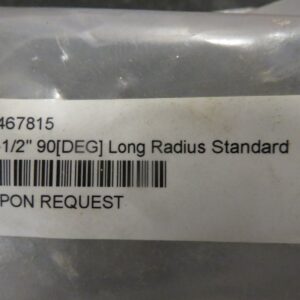 467815
-1/2" 90[DEG] Long Radius Standard
PON REQUEST